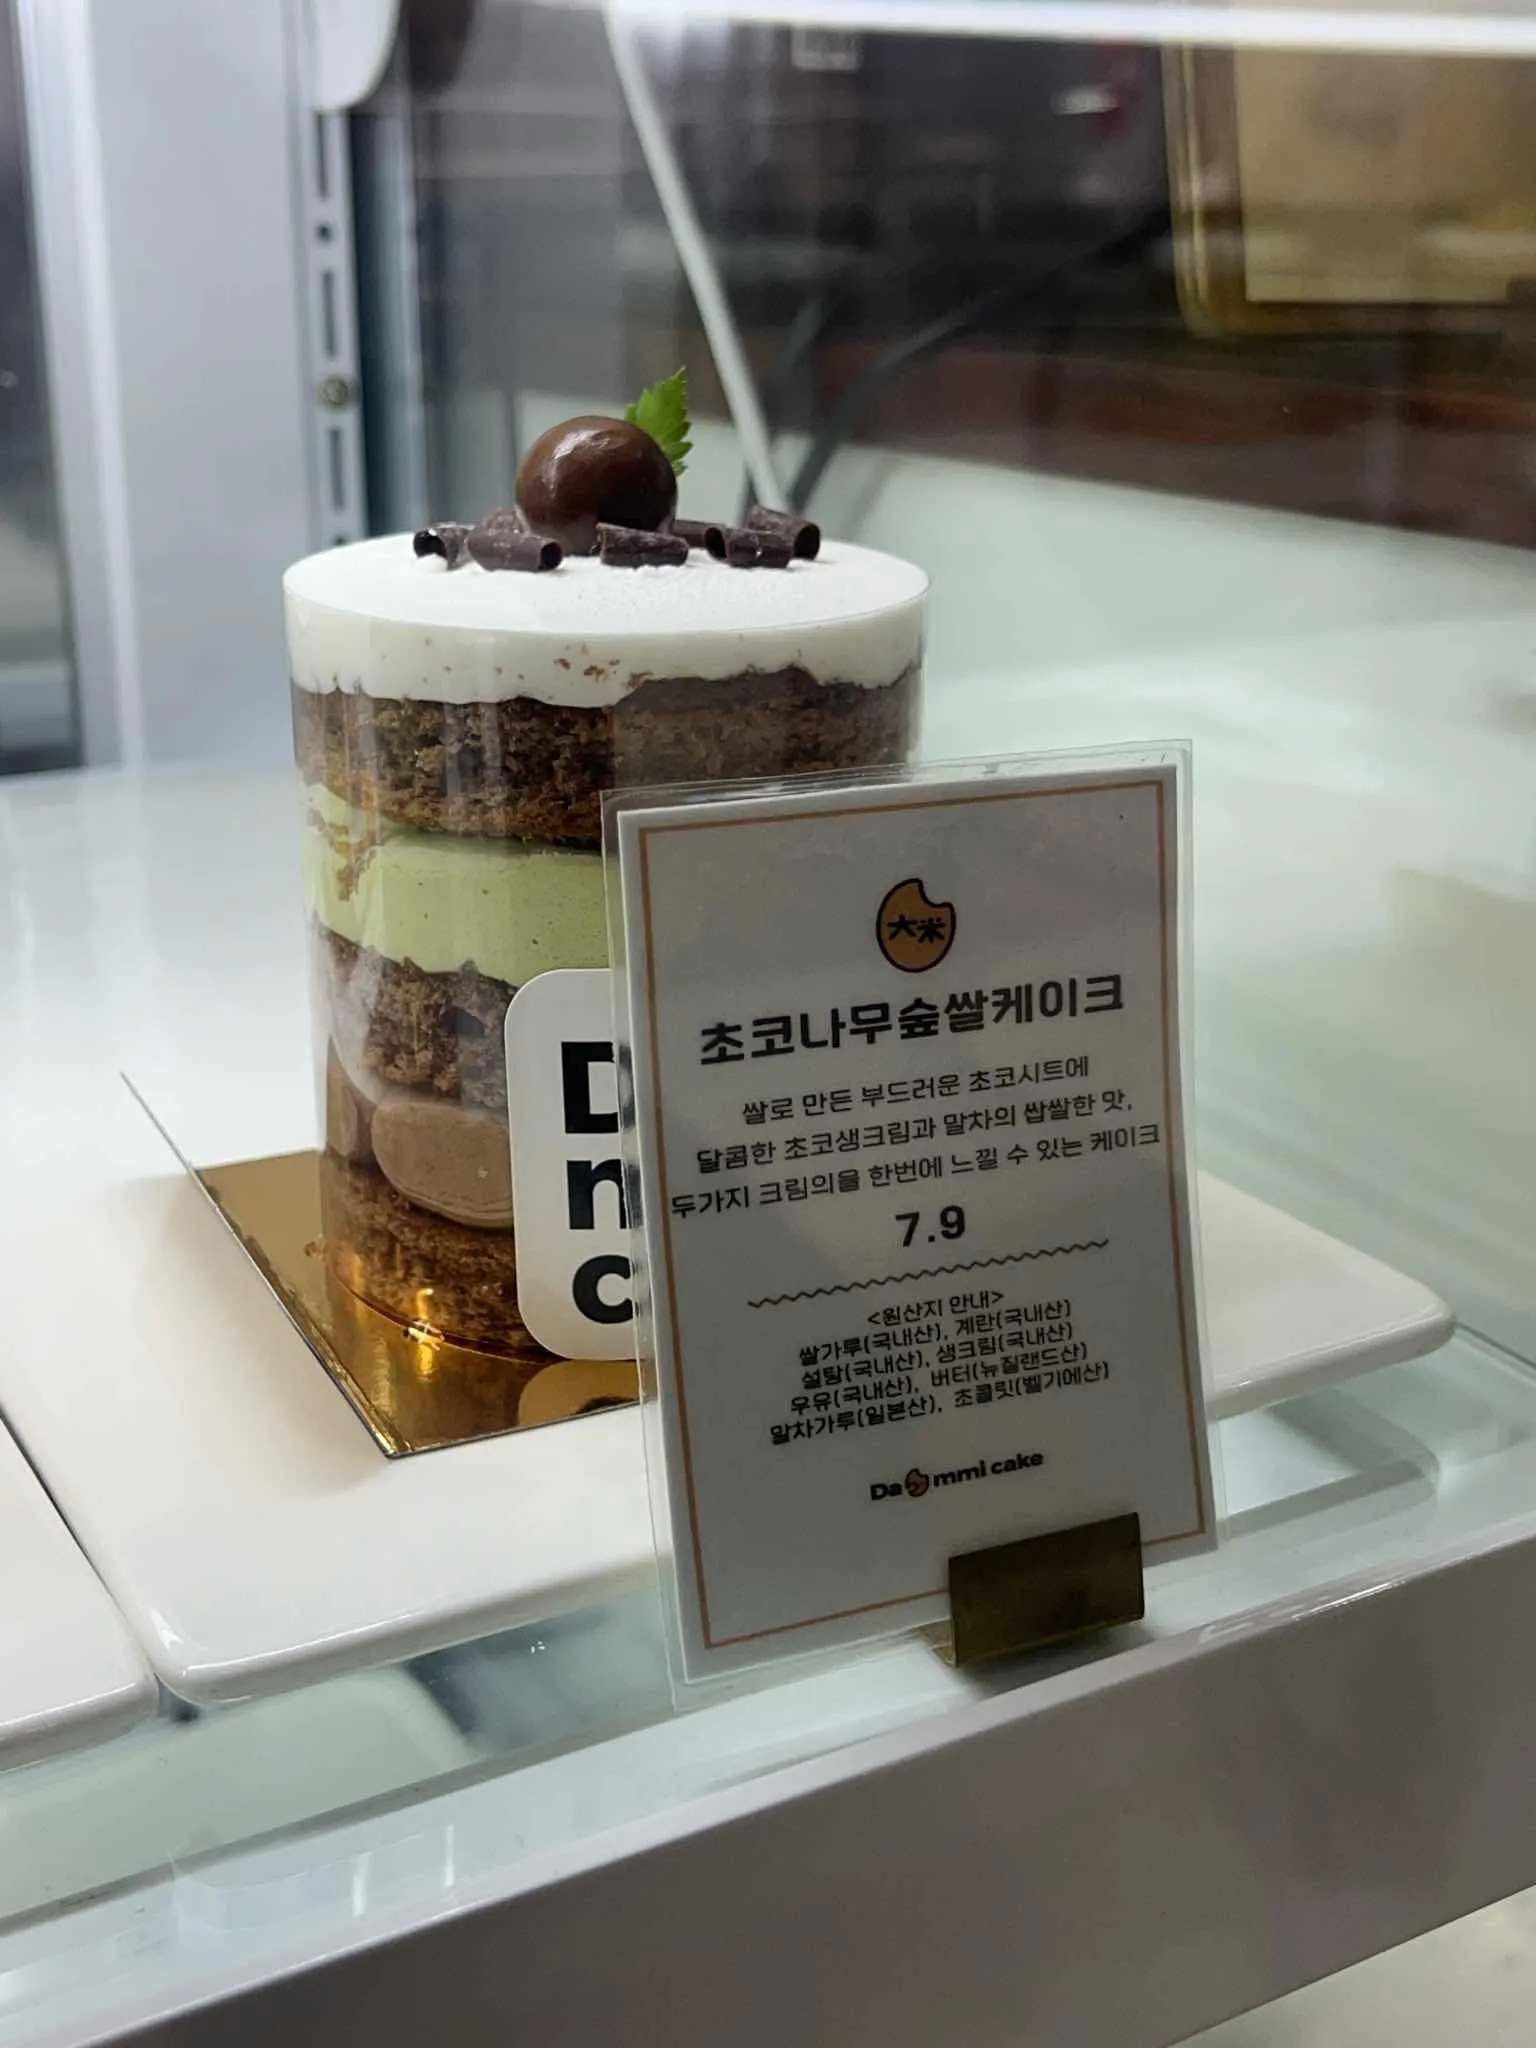 大米
초코나무숲쌀케이크
쌀로 만든 부드러운 초코시트에
달콤한 초코생크림과 말차의 쌉쌀한 맛,
두가지 크림의을 한번에 느낄 수 있는 케이크
7.9
<원산지 안내>
쌀가루(국내산), 계란(국내산)
설탕(국내산), 생크림(국내산)
우유(국내산), 버터(뉴질랜드산)
말차가루(일본산), 초콜릿(벨기에산)
Da mmi cake
D
m
c